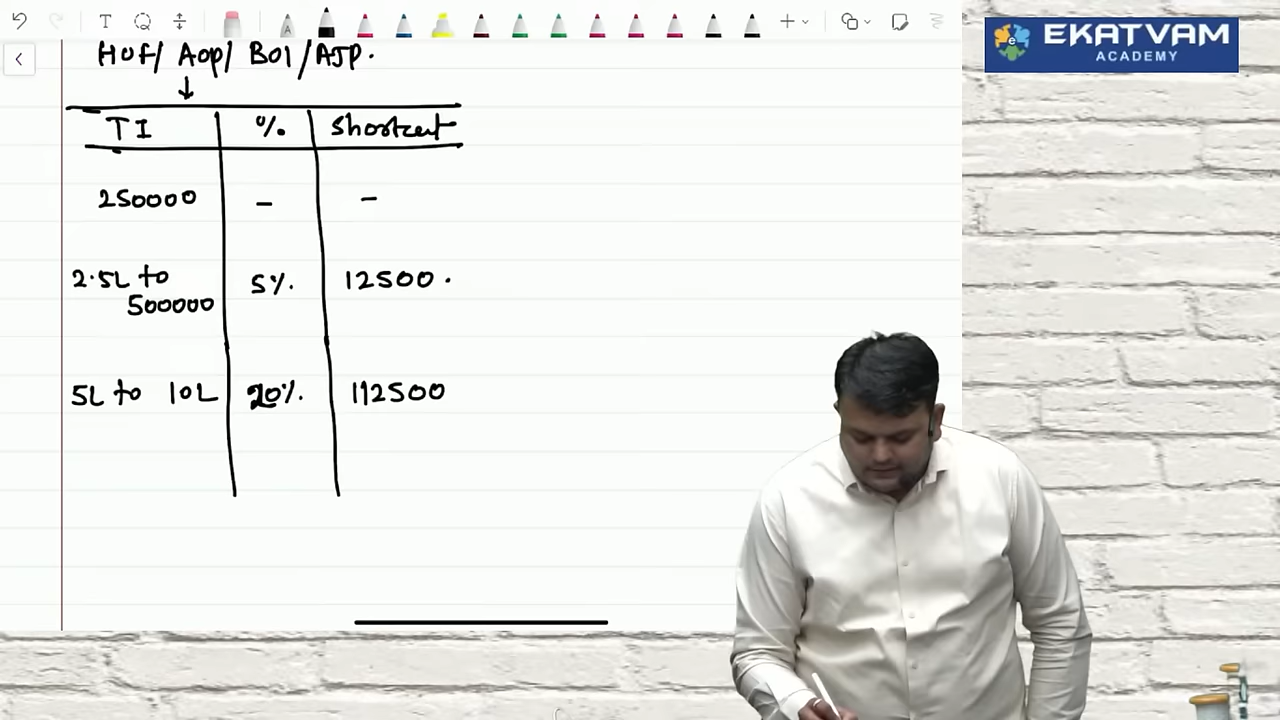 EKATVAM
ACADEMY
HUF/ AOP/ BOI / AJP.
TI % Shortcut
250000 - -
2.5L to 5% 12500.
500000
5L to 10L 20% 112500